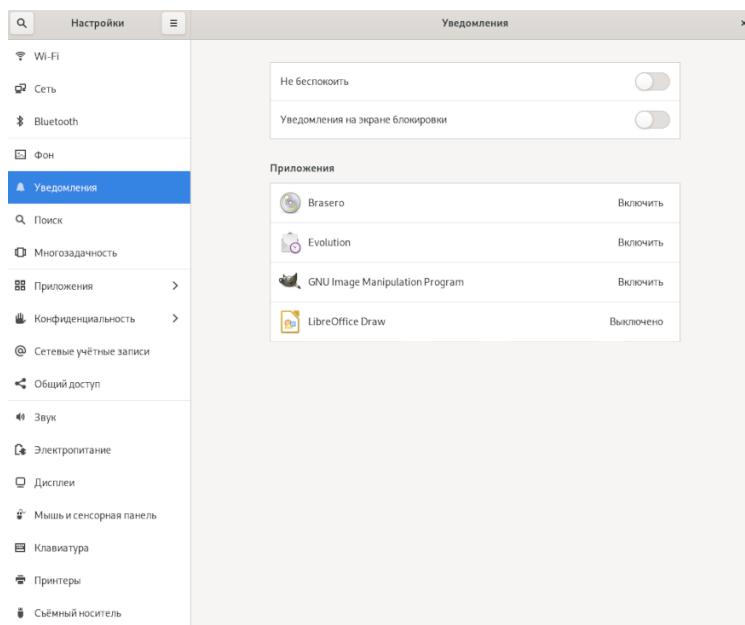 Настройки
Уведомления
Wi-Fi
Сеть
Bluetooth
Фон
Уведомления
Поиск
Многозадачность
Приложения
Конфиденциальность
Сетевые учётные записи
Общий доступ
Звук
Электропитание
Дисплеи
Мышь и сенсорная панель
Клавиатура
Принтеры
Съёмный носитель
Не беспокоить
Уведомления на экране блокировки
Приложения
Brasero Включить
Evolution Включить
GNU Image Manipulation Program Включить
LibreOffice Draw Выключено